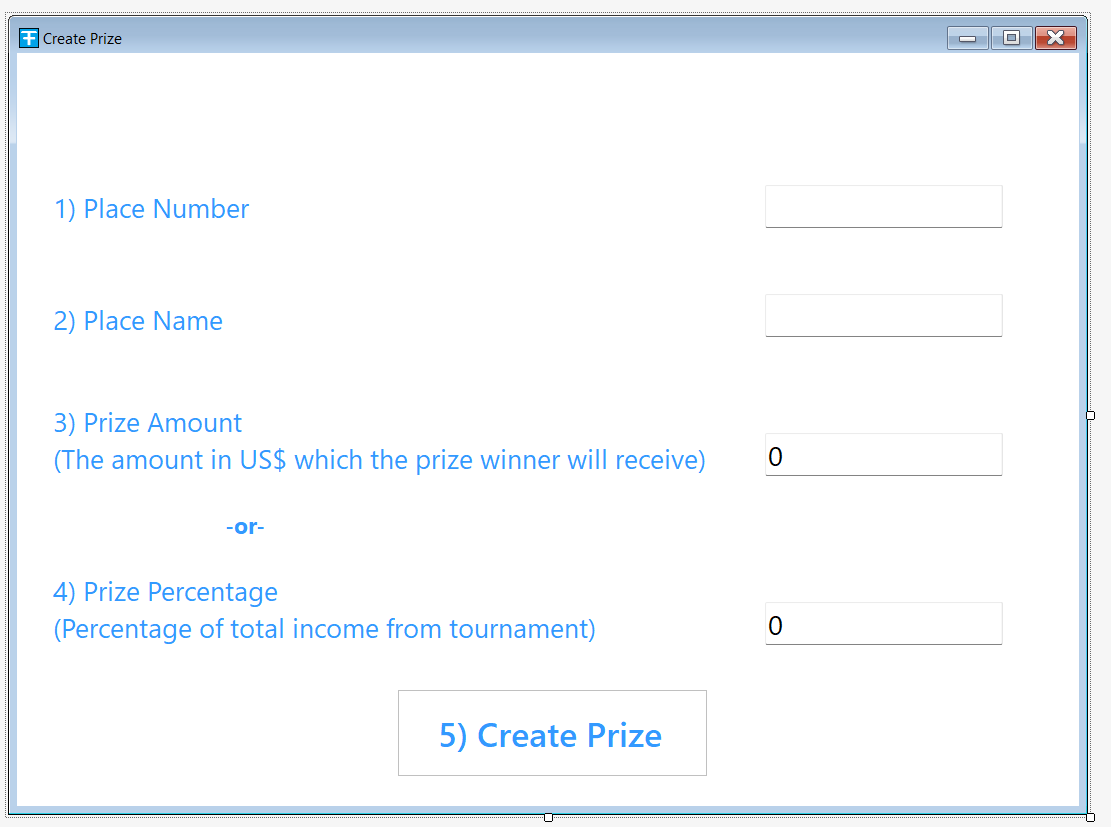 Create Prize
1) Place Number
2) Place Name
3) Prize Amount
(The amount in US$ which the prize winner will receive)
0
-or-
4) Prize Percentage
(Percentage of total income from tournament)
0
5) Create Prize